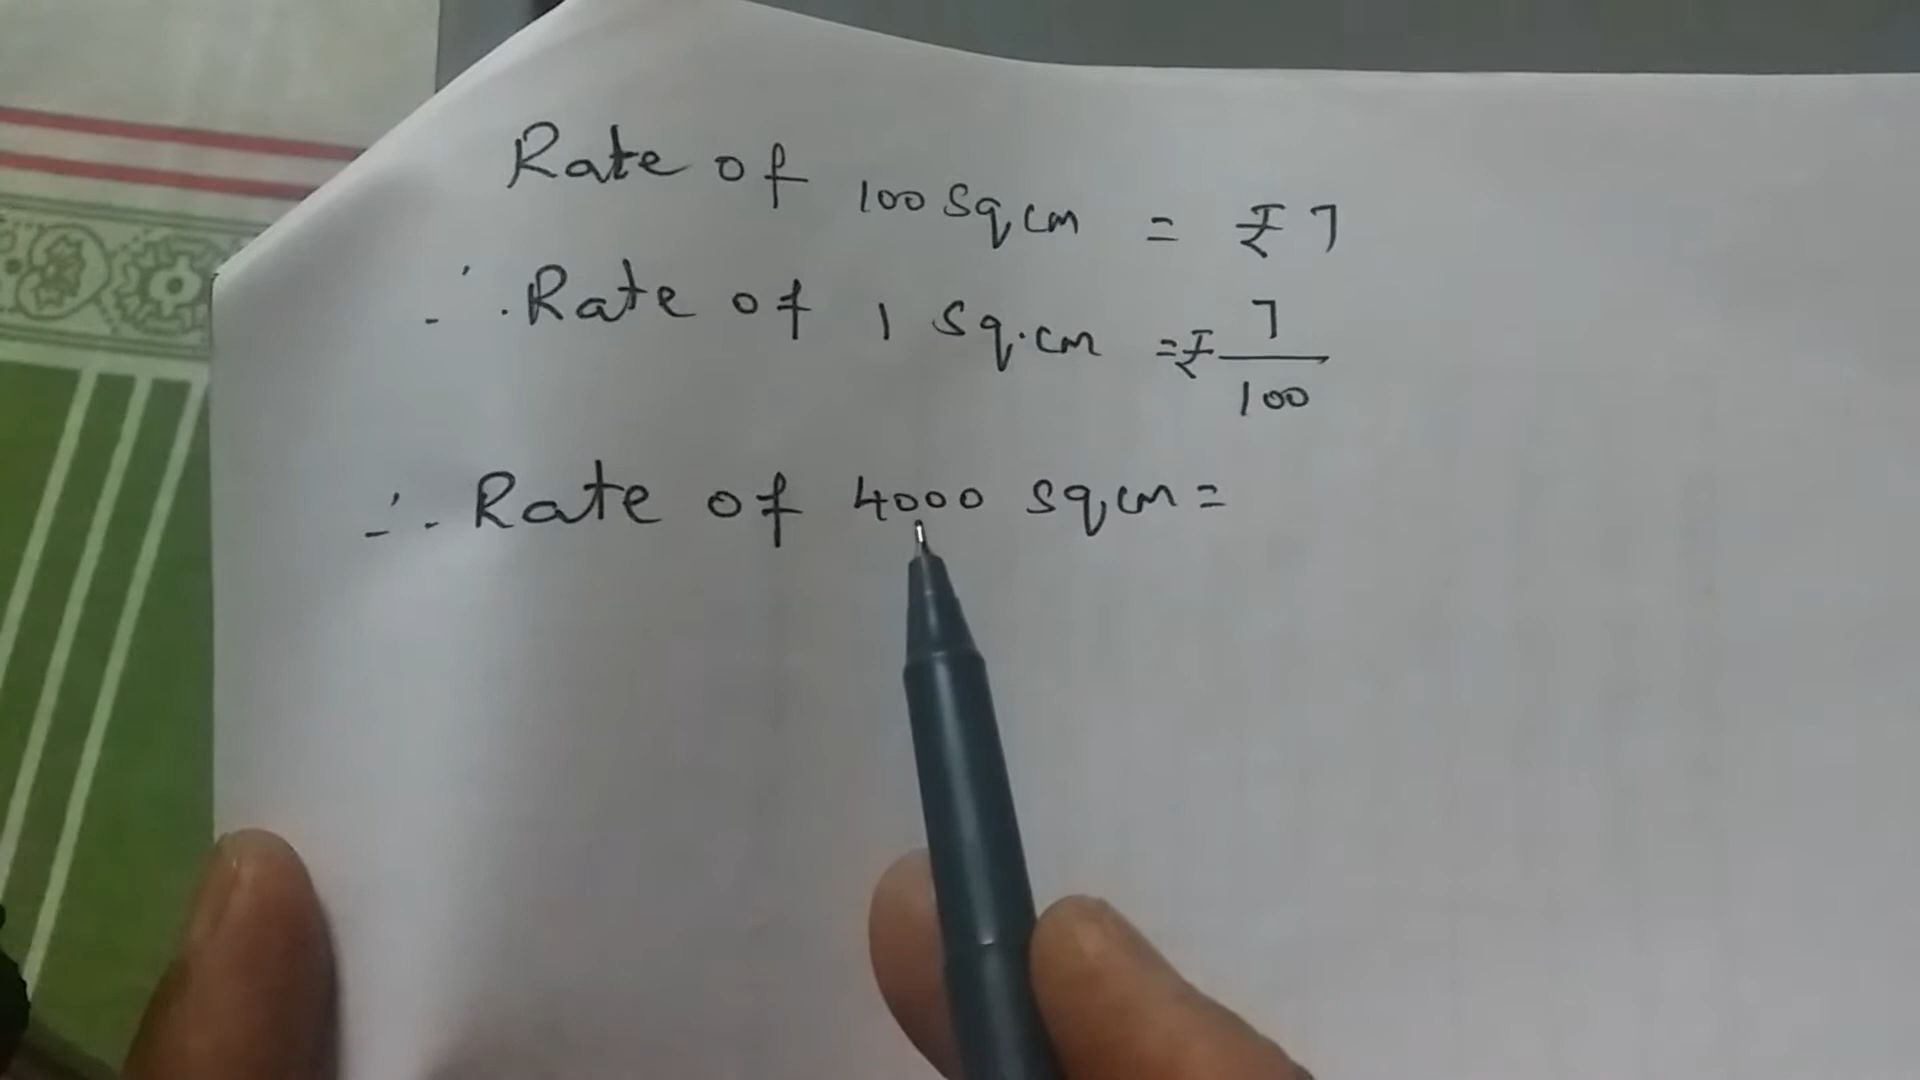 Rate of 100 sq cm = ₹ 7
∴ Rate of 1 sq.cm = ₹ 7/100
∴ Rate of 4000 sq cm =